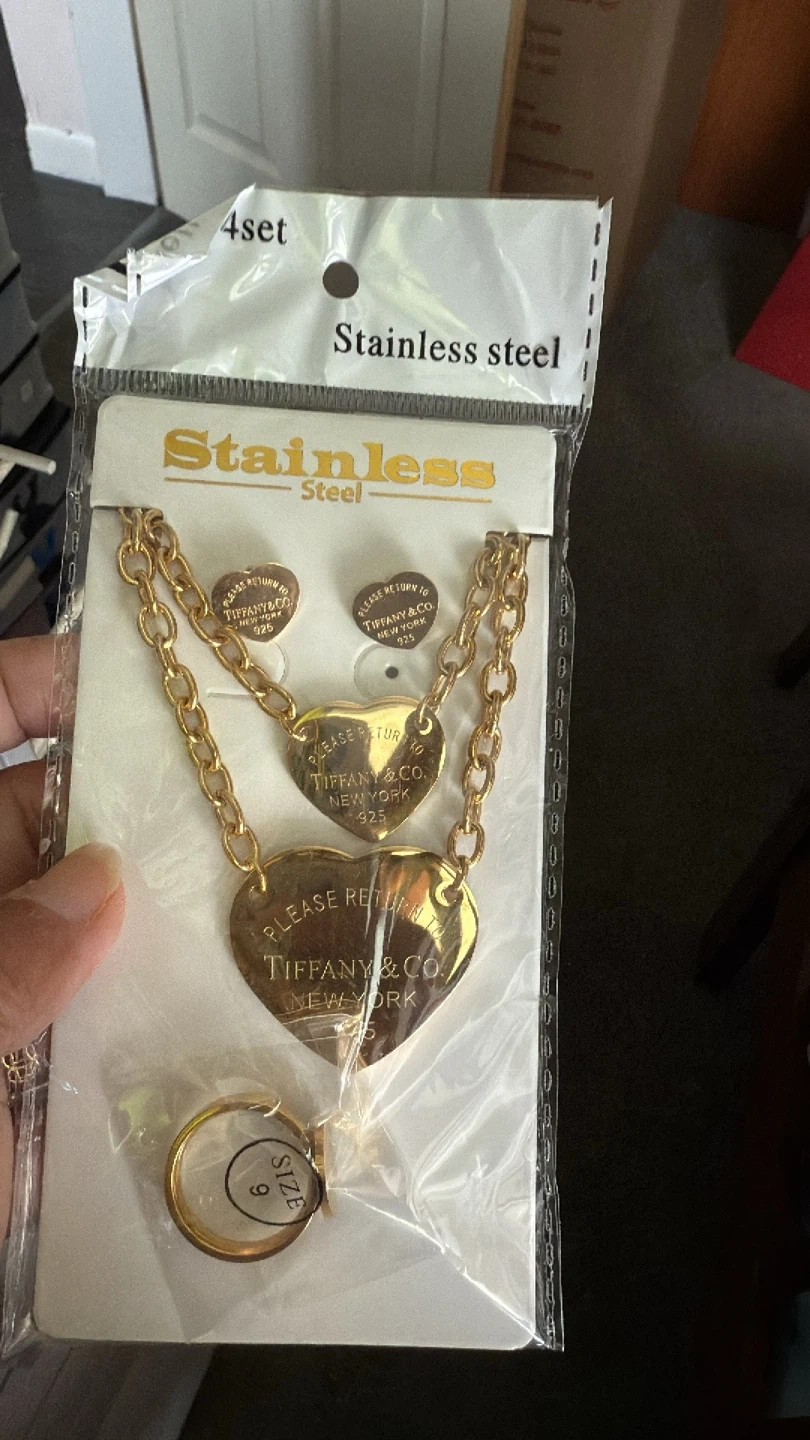 4set
Stainless steel
Stainless
Steel
PLEASE RETURN TO
TIFFANY & CO.
NEW YORK
925
PLEASE RETURN TO
TIFFANY & CO.
NEW YORK
925
PLEASE RETURN TO
TIFFANY & CO.
NEW YORK
925
PLEASE RETURN TO
TIFFANY & CO.
NEW YORK
SIZE
9